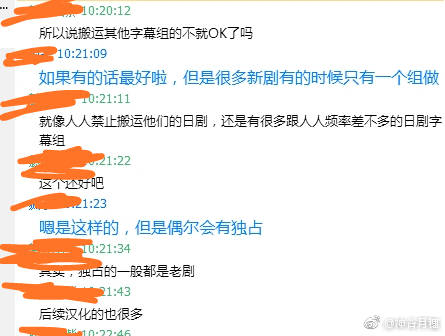 10:20:12
所以说搬运其他字幕组的不就OK了吗
10:21:09
如果有的话最好啦，但是很多新剧有的时候只有一个组做
10:21:11
就像人人禁止搬运他们的日剧，还是有很多跟人人频率差不多的日剧字
幕组
10:21:22
这个还好吧
10:21:23
嗯是这样的，但是偶尔会有独占
10:21:34
其实，独占的一般都是老剧
10:21:43
后续汉化的也很多
10:22:46